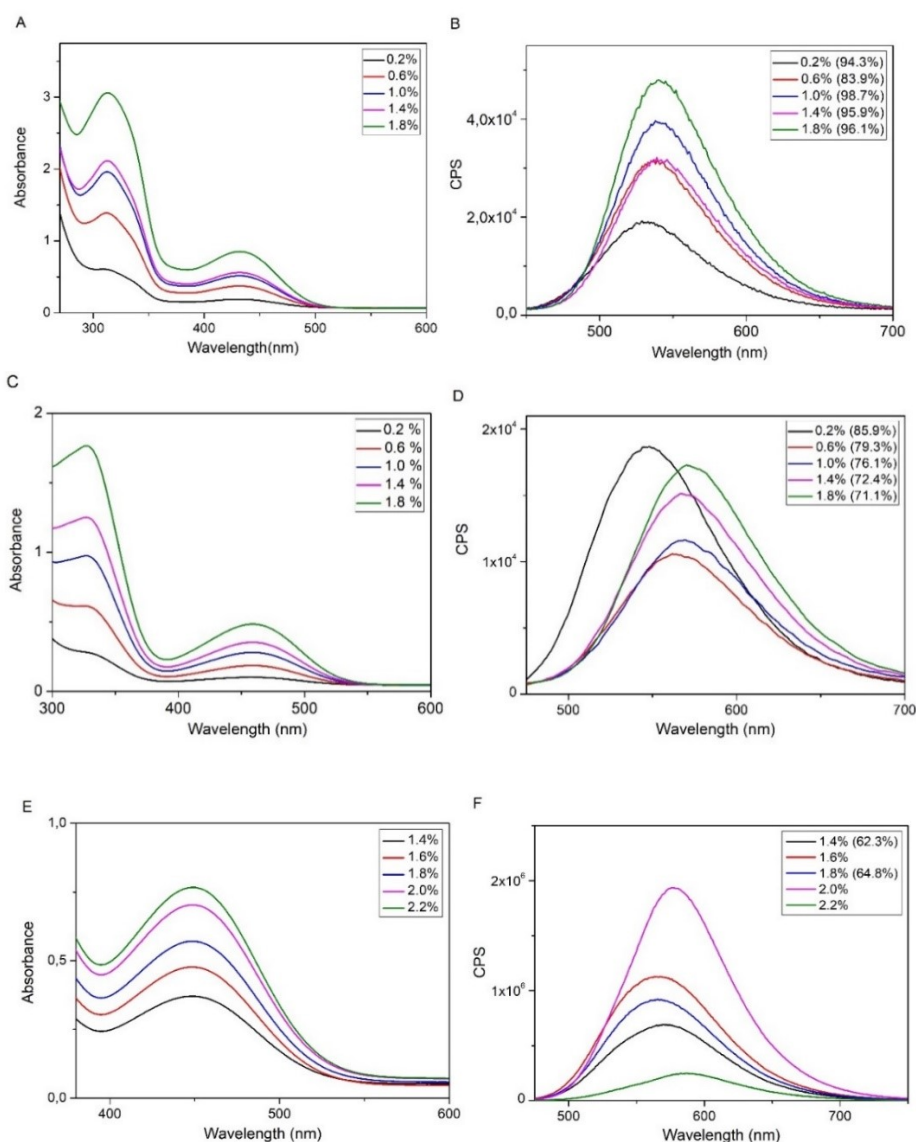 A
Absorbance
3
2
1
0
300
400
500
600
Wavelength(nm)
0.2%
0.6%
1.0%
1.4%
1.8%
B
CPS
4,0x10⁴
2,0x10⁴
0,0
500
600
700
Wavelength (nm)
0.2% (94.3%)
0.6% (83.9%)
1.0% (98.7%)
1.4% (95.9%)
1.8% (96.1%)
C
Absorbance
2
1
0
300
400
500
600
Wavelength (nm)
0.2 %
0.6 %
1.0 %
1.4 %
1.8 %
D
CPS
2x10⁴
1x10⁴
0
500
600
700
Wavelength (nm)
0.2% (85.9%)
0.6% (79.3%)
1.0% (76.1%)
1.4% (72.4%)
1.8% (71.1%)
E
Absorbance
1,0
0,5
0,0
400
500
600
Wavelength (nm)
1.4%
1.6%
1.8%
2.0%
2.2%
F
CPS
2x10⁶
1x10⁶
0
500
600
700
Wavelength (nm)
1.4% (62.3%)
1.6%
1.8% (64.8%)
2.0%
2.2%